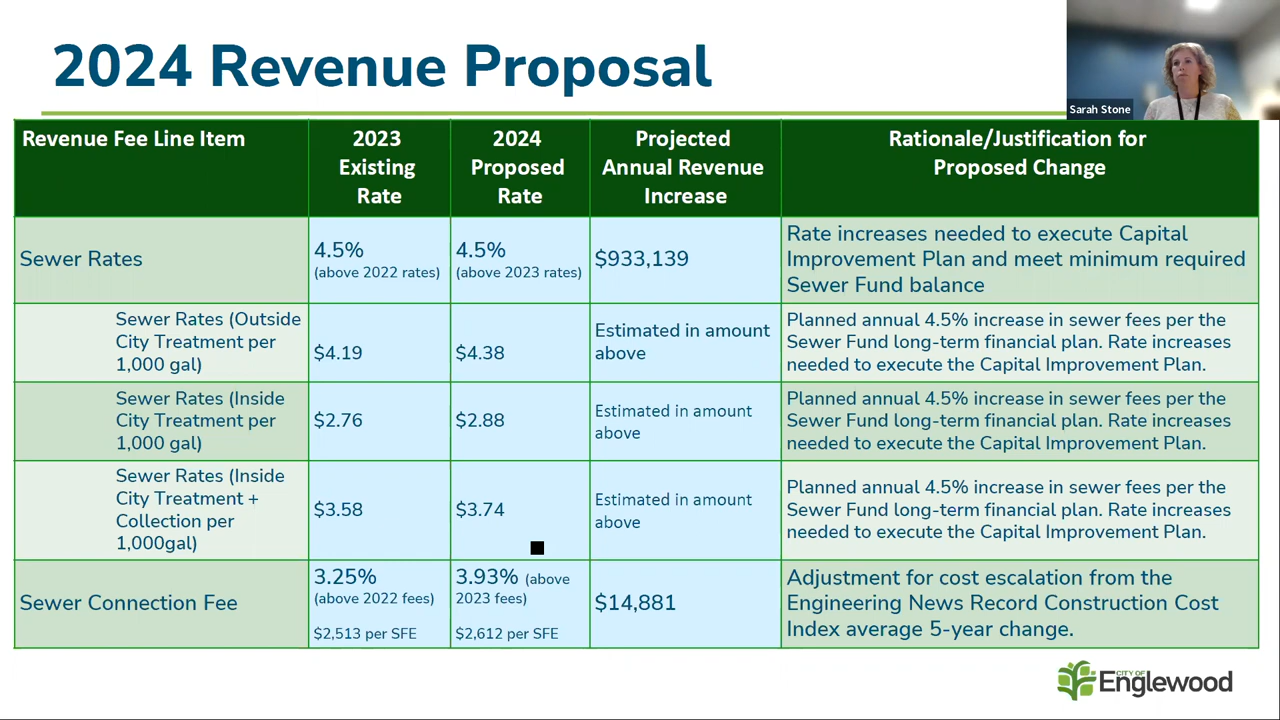 2024 Revenue Proposal
Sarah Stone
Revenue Fee Line Item
2023
Existing
Rate
2024
Proposed
Rate
Projected
Annual Revenue
Increase
Rationale/Justification for
Proposed Change
Sewer Rates
4.5%
(above 2022 rates)
4.5%
(above 2023 rates)
$933,139
Rate increases needed to execute Capital
Improvement Plan and meet minimum required
Sewer Fund balance
Sewer Rates (Outside
City Treatment per
1,000 gal)
$4.19
$4.38
Estimated in amount
above
Planned annual 4.5% increase in sewer fees per the
Sewer Fund long-term financial plan. Rate increases
needed to execute the Capital Improvement Plan.
Sewer Rates (Inside
City Treatment per
1,000 gal)
$2.76
$2.88
Estimated in amount
above
Planned annual 4.5% increase in sewer fees per the
Sewer Fund long-term financial plan. Rate increases
needed to execute the Capital Improvement Plan.
Sewer Rates (Inside
City Treatment +
Collection per
1,000gal)
$3.58
$3.74
Estimated in amount
above
Planned annual 4.5% increase in sewer fees per the
Sewer Fund long-term financial plan. Rate increases
needed to execute the Capital Improvement Plan.
Sewer Connection Fee
3.25%
(above 2022 fees)
$2,513 per SFE
3.93% (above
2023 fees)
$2,612 per SFE
$14,881
Adjustment for cost escalation from the
Engineering News Record Construction Cost
Index average 5-year change.
CITY OF
Englewood